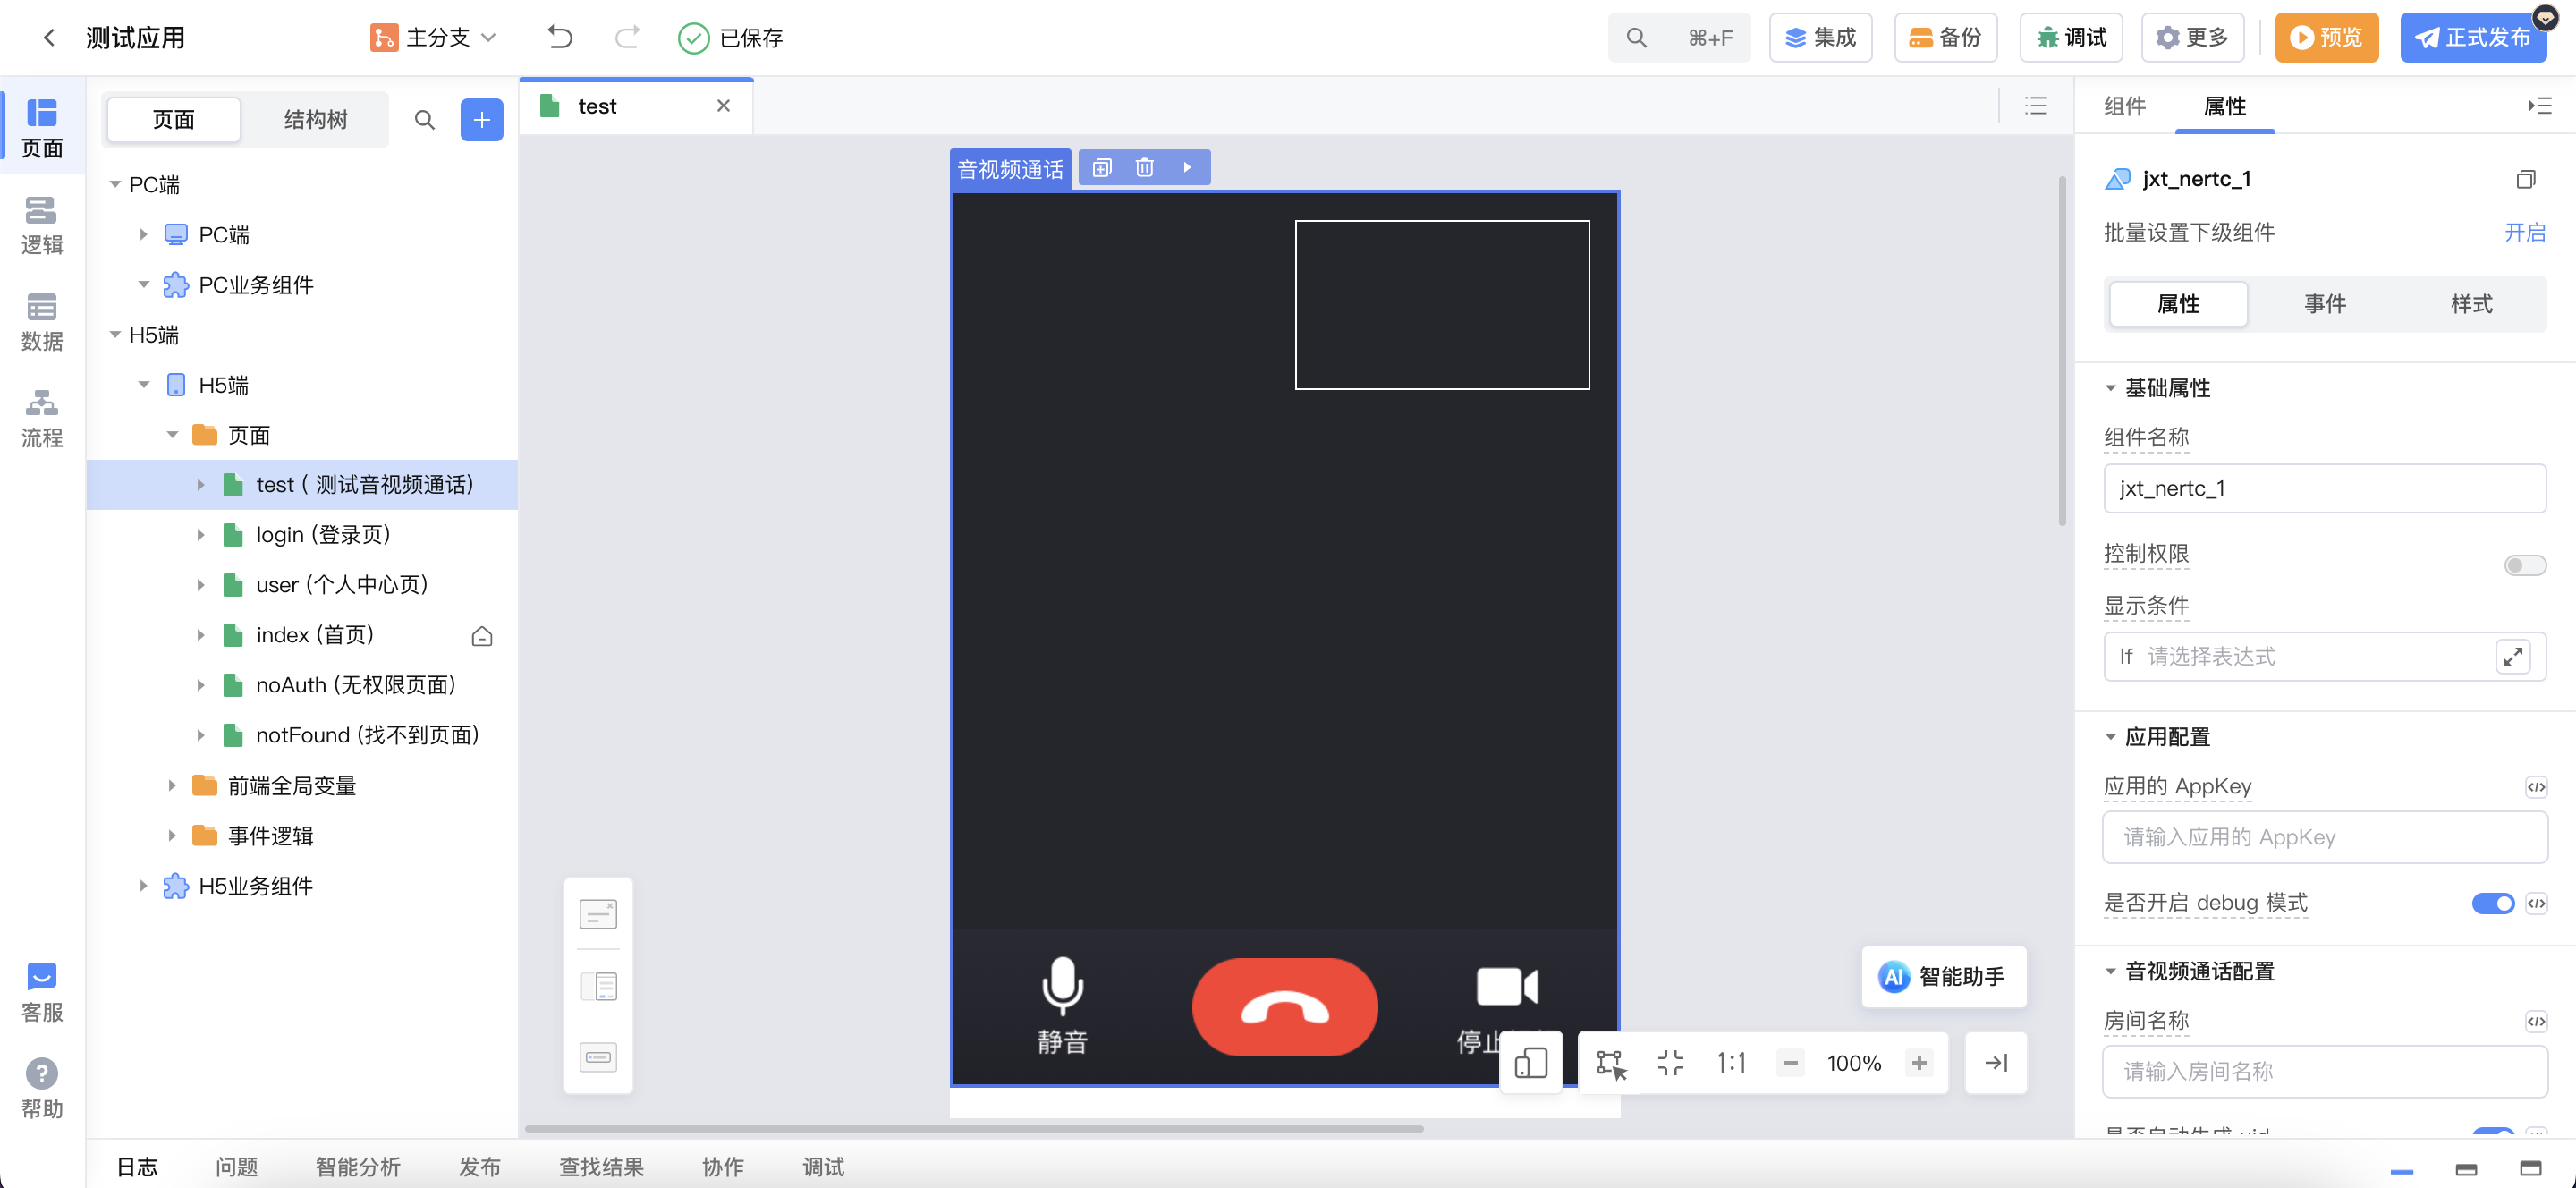 测试应用
主分支
已保存
⌘+F
集成
备份
调试
更多
预览
正式发布
页面
逻辑
数据
流程
客服
帮助
页面
结构树
PC端
PC端
PC业务组件
H5端
H5端
页面
test ( 测试音视频通话)
login (登录页)
user (个人中心页)
index (首页)
noAuth (无权限页面)
notFound (找不到页面)
前端全局变量
事件逻辑
H5业务组件
test
音视频通话
静音
停止
AI 智能助手
1:1
100%
组件
属性
jxt_nertc_1
批量设置下级组件
开启
属性
事件
样式
基础属性
组件名称
jxt_nertc_1
控制权限
显示条件
If 请选择表达式
应用配置
应用的 AppKey
请输入应用的 AppKey
是否开启 debug 模式
音视频通话配置
房间名称
请输入房间名称
是否自动生成 uid
日志
问题
智能分析
发布
查找结果
协作
调试